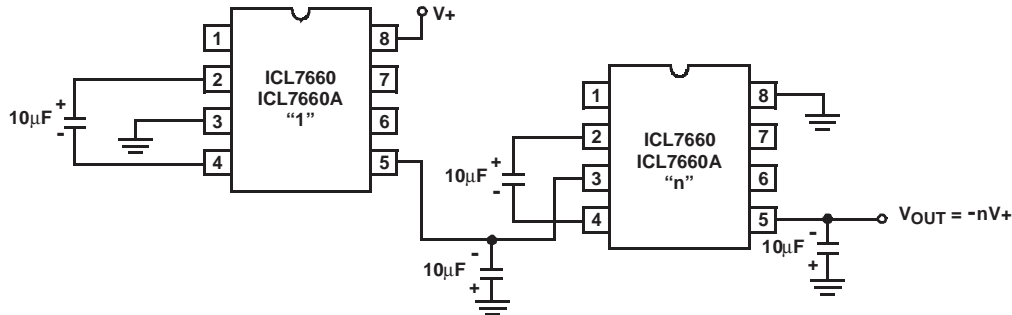 V+
1
2
3
4
8
7
6
5
ICL7660
ICL7660A
“1”
10µF
+
-
1
2
3
4
8
7
6
5
ICL7660
ICL7660A
“n”
10µF
+
-
10µF
-
+
10µF
-
+
VOUT = -nV+